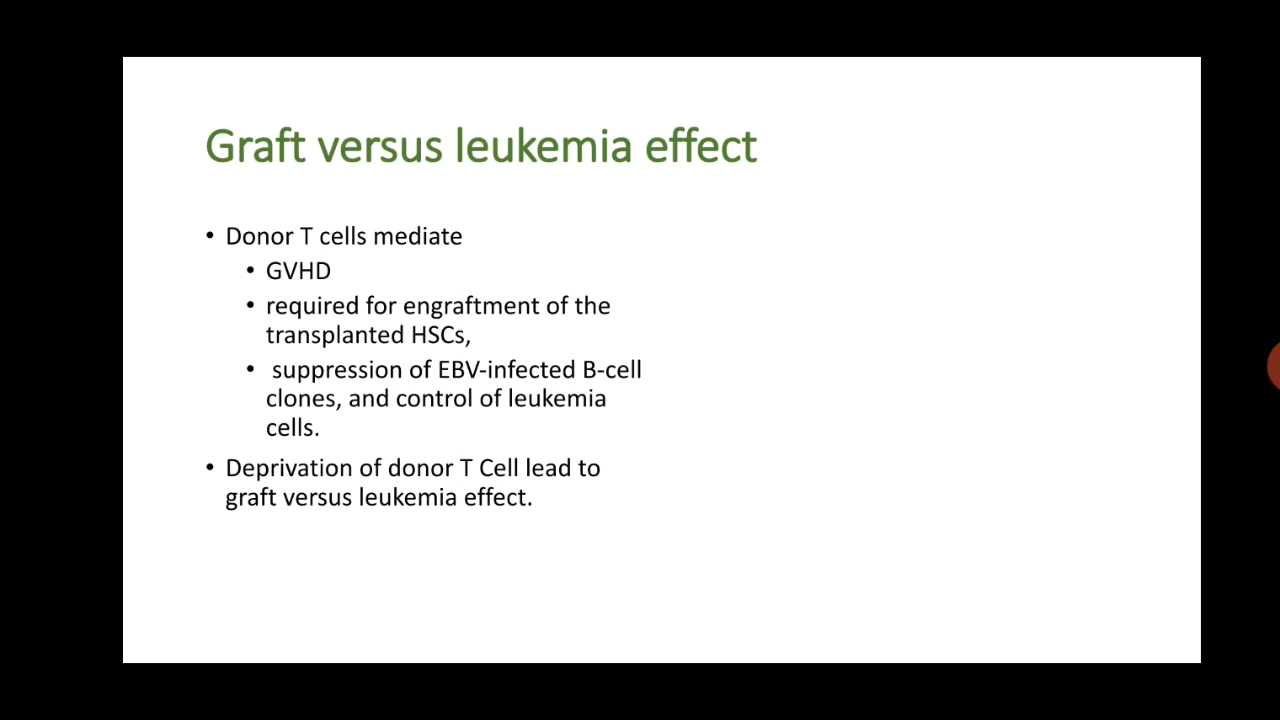 Graft versus leukemia effect
• Donor T cells mediate
• GVHD
• required for engraftment of the
transplanted HSCs,
• suppression of EBV-infected B-cell
clones, and control of leukemia
cells.
• Deprivation of donor T Cell lead to
graft versus leukemia effect.